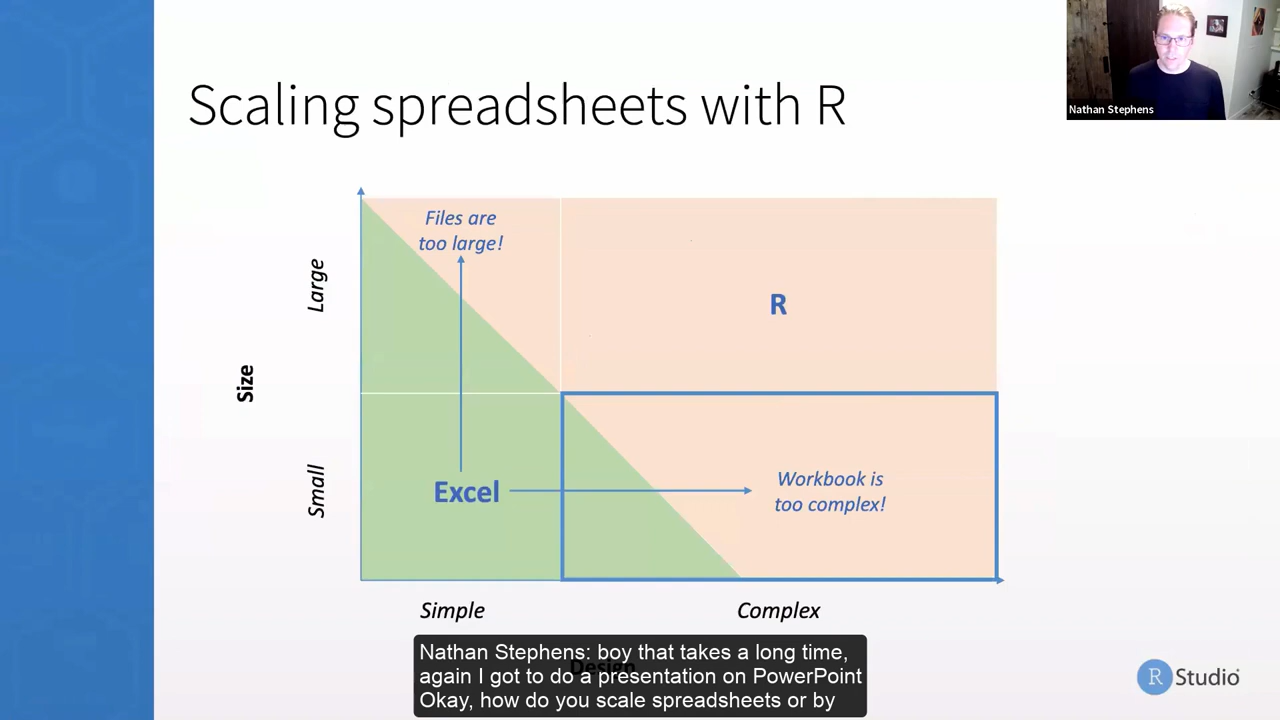 Scaling spreadsheets with R
Nathan Stephens
Files are
too large!
Large
R
Size
Small
Excel
Workbook is
too complex!
Simple
Complex
Design
Nathan Stephens: boy that takes a long time,
again I got to do a presentation on PowerPoint
Okay, how do you scale spreadsheets or by
R Studio